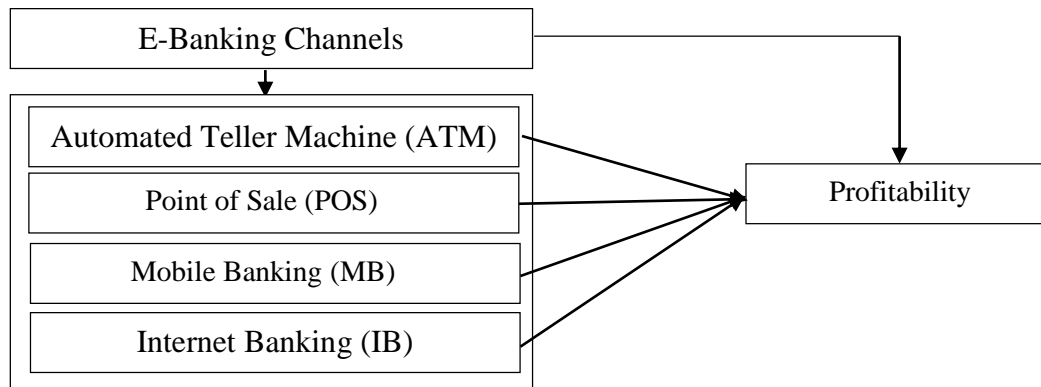 E-Banking Channels
Automated Teller Machine (ATM)
Point of Sale (POS)
Profitability
Mobile Banking (MB)
Internet Banking (IB)